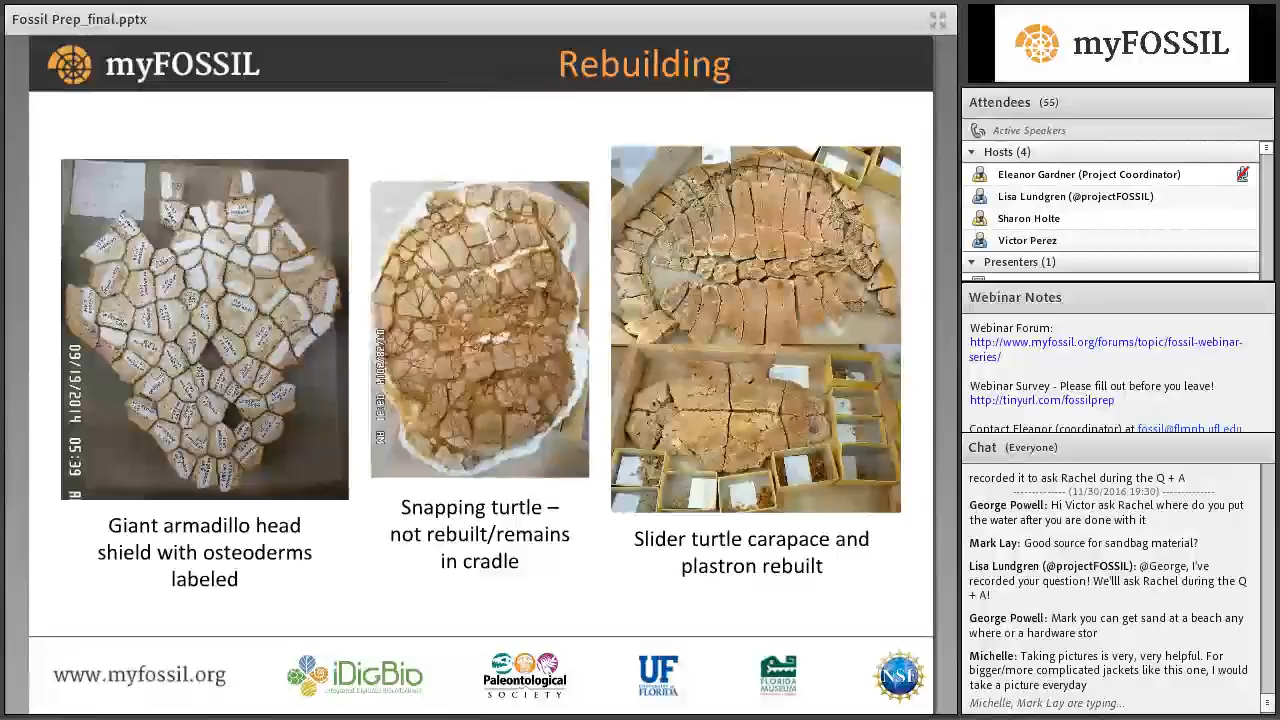 Fossil Prep_final.pptx
myFOSSIL
Rebuilding
09/19/2014 05:39
Giant armadillo head
shield with osteoderms
labeled
Snapping turtle –
not rebuilt/remains
in cradle
Slider turtle carapace and
plastron rebuilt
www.myfossil.org
iDigBio
Paleontological
SOCIETY
UF
FLORIDA
FLORIDA
MUSEUM
NSF
myFOSSIL
Attendees (55)
Active Speakers
Hosts (4)
Eleanor Gardner (Project Coordinator)
Lisa Lundgren (@projectFOSSIL)
Sharon Holte
Victor Perez
Presenters (1)
Webinar Notes
Webinar Forum:
http://www.myfossil.org/forums/topic/fossil-webinar-
series/
Webinar Survey - Please fill out before you leave!
http://tinyurl.com/fossilprep
Contact Eleanor (coordinator) at fossil@flmnh.ufl.edu
Chat (Everyone)
recorded it to ask Rachel during the Q + A
--------------- (11/30/2016 19:30) ---------------
George Powell: Hi Victor ask Rachel where do you put
the water after you are done with it
Mark Lay: Good source for sandbag material?
Lisa Lundgren (@projectFOSSIL): @George, I've
recorded your question! We'lll ask Rachel during the Q
+ A!
George Powell: Mark you can get sand at a beach any
where or a hardware stor
Michelle: Taking pictures is very, very helpful. For
bigger/more complicated jackets like this one, I would
take a picture everyday
Michelle, Mark Lay are typing...